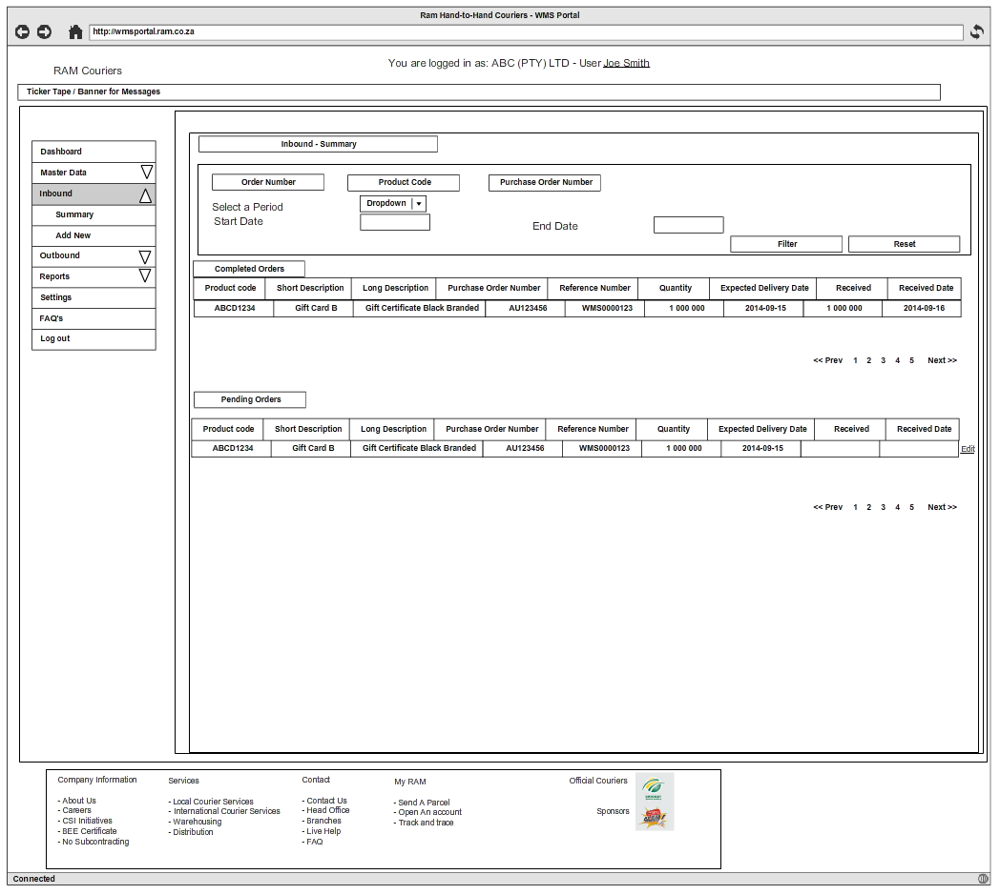 Ram Hand-to-Hand Couriers - WMS Portal
http://wmsportal.ram.co.za
You are logged in as: ABC (PTY) LTD - User Joe Smith
RAM Couriers
Ticker Tape / Banner for Messages
Dashboard
Master Data
Inbound
Summary
Add New
Outbound
Reports
Settings
FAQ's
Log out
Inbound - Summary
Order Number Product Code Purchase Order Number
Select a Period Dropdown
Start Date End Date
Filter Reset
Completed Orders
Product code Short Description Long Description Purchase Order Number Reference Number Quantity Expected Delivery Date Received Received Date
ABCD1234 Gift Card B Gift Certificate Black Branded AU123456 WMS0000123 1 000 000 2014-09-15 1 000 000 2014-09-16
<< Prev 1 2 3 4 5 Next >>
Pending Orders
Product code Short Description Long Description Purchase Order Number Reference Number Quantity Expected Delivery Date Received Received Date
ABCD1234 Gift Card B Gift Certificate Black Branded AU123456 WMS0000123 1 000 000 2014-09-15 Edit
<< Prev 1 2 3 4 5 Next >>
Company Information
- About Us
- Careers
- CSI Initiatives
- BEE Certificate
- No Subcontracting
Services
- Local Courier Services
- International Courier Services
- Warehousing
- Distribution
Contact
- Contact Us
- Head Office
- Branches
- Live Help
- FAQ
My RAM
- Send A Parcel
- Open An account
- Track and trace
Official Couriers
Sponsors
Connected